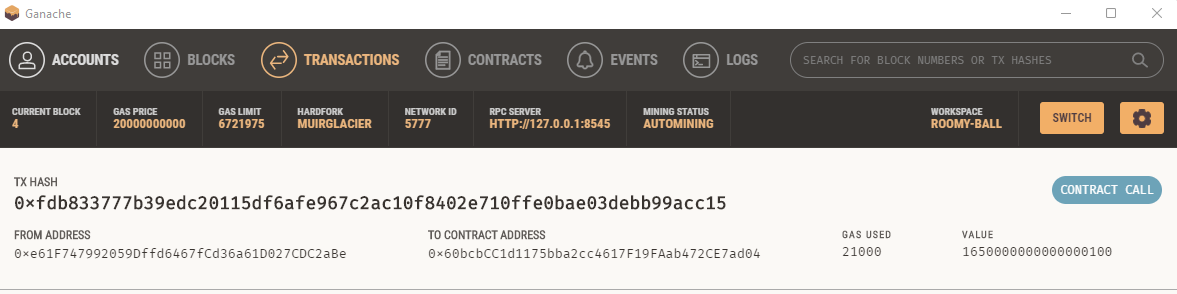 Ganache
ACCOUNTS BLOCKS TRANSACTIONS CONTRACTS EVENTS LOGS SEARCH FOR BLOCK NUMBERS OR TX HASHES
CURRENT BLOCK GAS PRICE GAS LIMIT HARDFORK NETWORK ID RPC SERVER MINING STATUS WORKSPACE
4 20000000000 6721975 MUIRGLACIER 5777 HTTP://127.0.0.1:8545 AUTOMINING ROOMY-BALL SWITCH
TX HASH
0×fdb833777b39edc20115df6afe967c2ac10f8402e710ffe0bae03debb99acc15 CONTRACT CALL
FROM ADDRESS TO CONTRACT ADDRESS GAS USED VALUE
0×e61F747992059Dffd6467fCd36a61D027CDC2aBe 0×60bcbCC1d1175bba2cc4617F19FAab472CE7ad04 21000 1650000000000000100